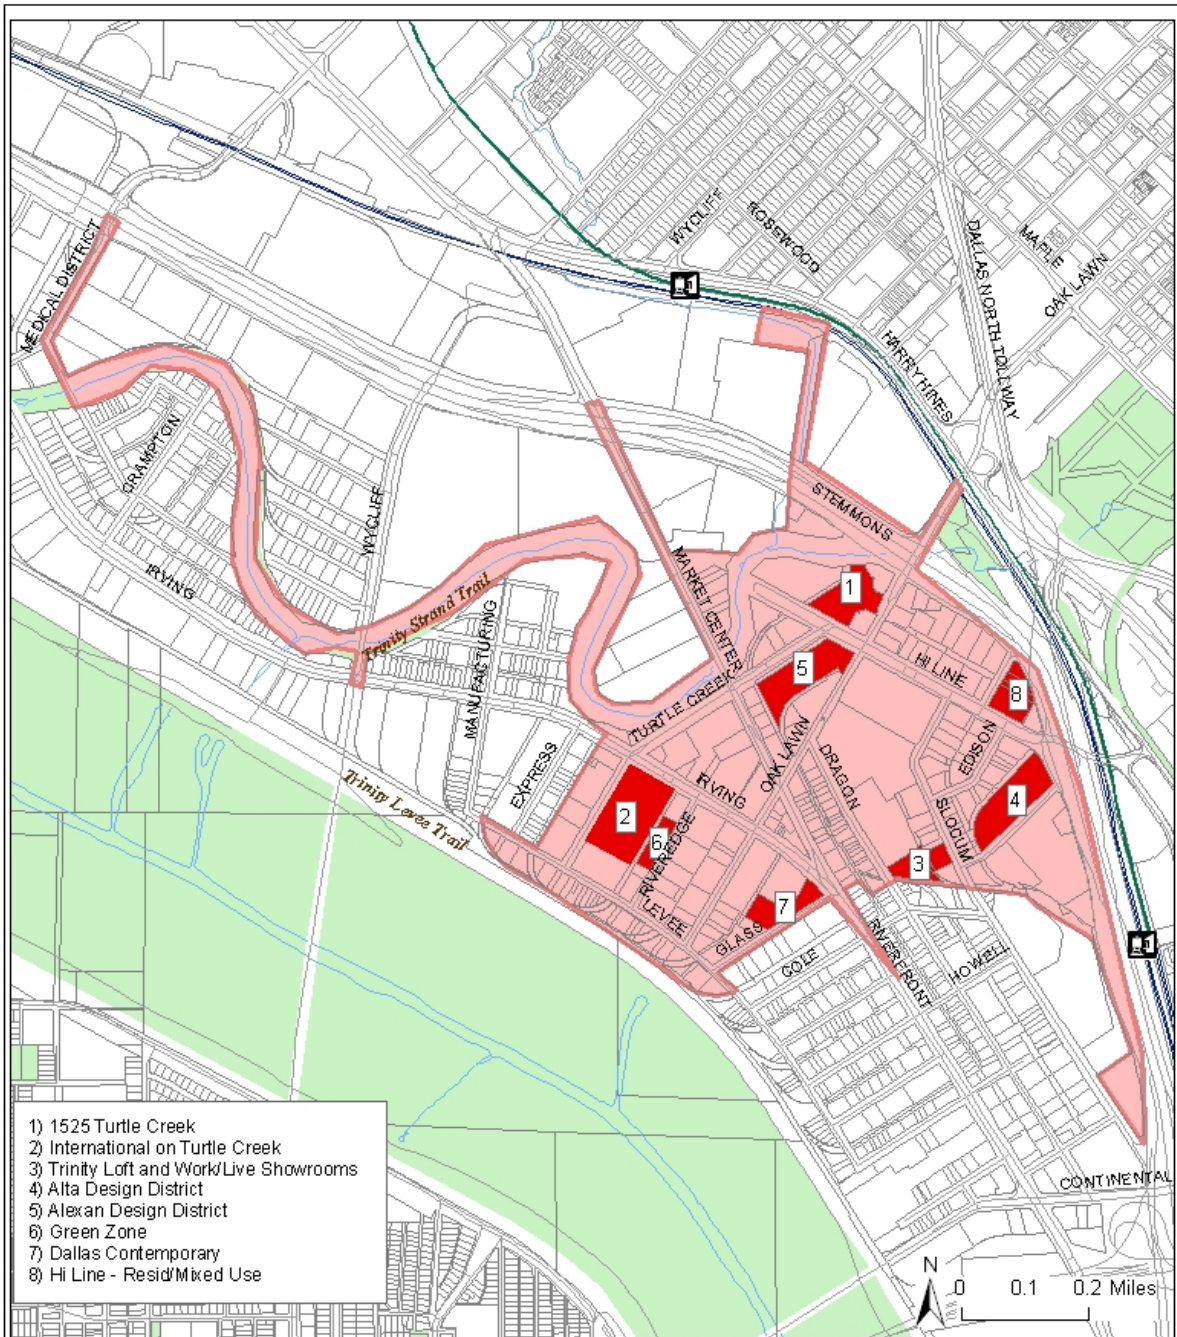 WYCLIFF
ROSEWOOD
MAPLE
OAK LAWN
DALLAS NORTH TOLLWAY
HARRY HINES
MEDICAL DISTRICT
CRAMPTON
WYCLIFF
IRVING
STEMMONS
MARKET CENTER
1
Trinity Strand Trail
MANUFACTURING
HI LINE
5
8
TURTLE CREEK
EDISON
OAK LAWN
DRAGON
EXPRESS
IRVING
Trinity Levee Trail
2
6
RIVEREDGE
4
SLOCUM
3
7
LEVEE
GLASS
COLE
RIVERFRONT
HOWELL
CONTINENTAL
1) 1525 Turtle Creek
2) International on Turtle Creek
3) Trinity Loft and Work/Live Showrooms
4) Alta Design District
5) Alexan Design District
6) Green Zone
7) Dallas Contemporary
8) Hi Line - Resid/Mixed Use
N
0 0.1 0.2 Miles